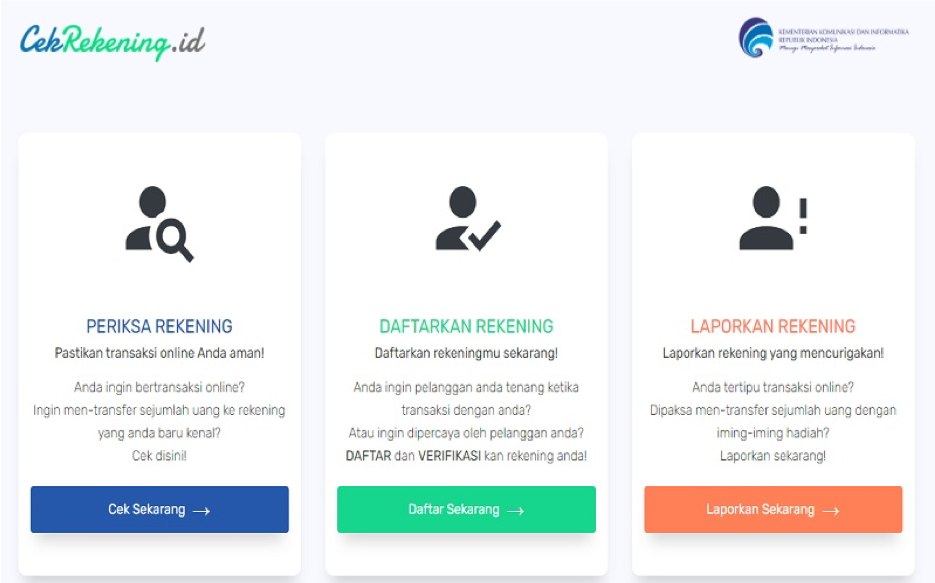 CekRekening.id
KEMENTERIAN KOMUNIKASI DAN INFORMATIKA
REPUBLIK INDONESIA
Menuju Masyarakat Informasi Indonesia
PERIKSA REKENING
Pastikan transaksi online Anda aman!
Anda ingin bertransaksi online?
Ingin men-transfer sejumlah uang ke rekening
yang anda baru kenal?
Cek disini!
Cek Sekarang →
DAFTARKAN REKENING
Daftarkan rekeningmu sekarang!
Anda ingin pelanggan anda tenang ketika
transaksi dengan anda?
Atau ingin dipercaya oleh pelanggan anda?
DAFTAR dan VERIFIKASI kan rekening anda!
Daftar Sekarang →
LAPORKAN REKENING
Laporkan rekening yang mencurigakan!
Anda tertipu transaksi online?
Dipaksa men-transfer sejumlah uang dengan
iming-iming hadiah?
Laporkan sekarang!
Laporkan Sekarang →